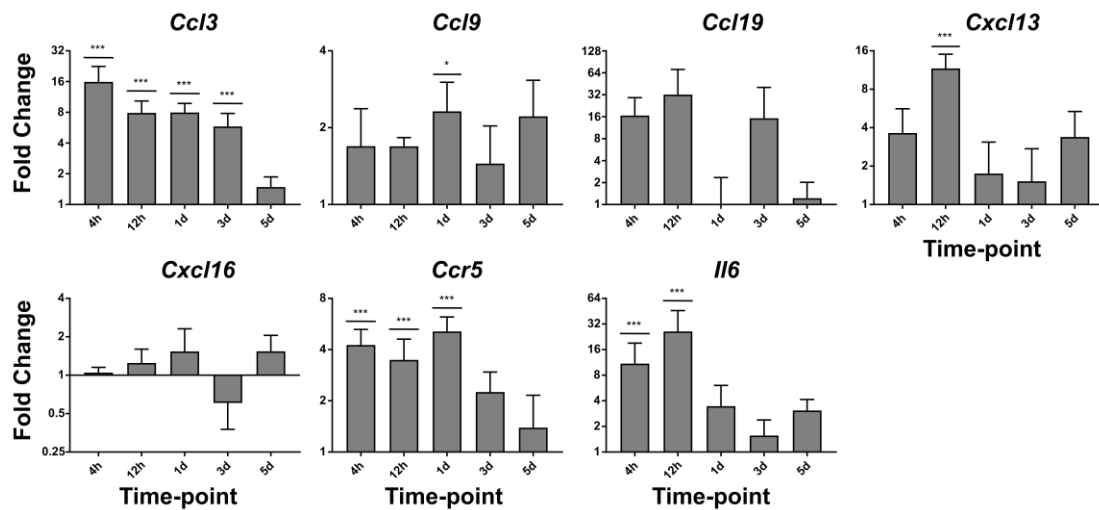 Ccl3
Fold Change
32
16
8
4
2
1
***
***
***
***
4h
12h
1d
3d
5d
Ccl9
4
2
1
*
4h
12h
1d
3d
5d
Ccl19
128
64
32
16
8
4
2
1
4h
12h
1d
3d
5d
Cxcl13
16
4
2
1
***
4h
12h
1d
3d
5d
Time-point
Cxcl16
Fold Change
4
2
1
0.5
0.25
4h
12h
1d
3d
5d
Time-point
Ccr5
8
4
2
1
***
***
***
4h
12h
1d
3d
5d
Time-point
Il6
64
32
16
8
4
2
1
***
***
4h
12h
1d
3d
5d
Time-point